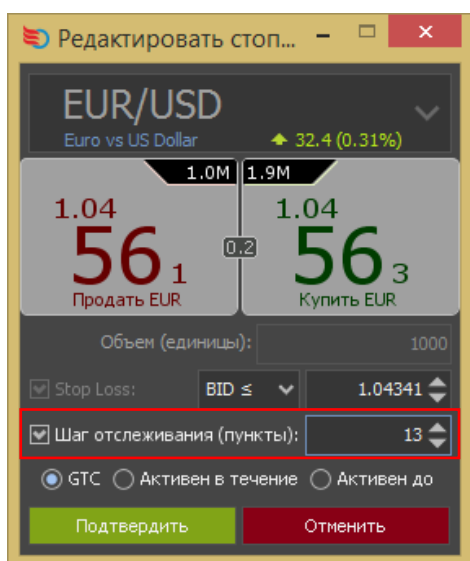 Редактировать стоп...
EUR/USD
Euro vs US Dollar 32.4 (0.31%)
1.0M 1.9M
1.04 1.04
56 1 0.2 56 3
Продать EUR Купить EUR
Объем (единицы): 1000
Stop Loss: BID ≤ 1.04341
Шаг отслеживания (пункты): 13
GTC Активен в течение Активен до
Подтвердить Отменить